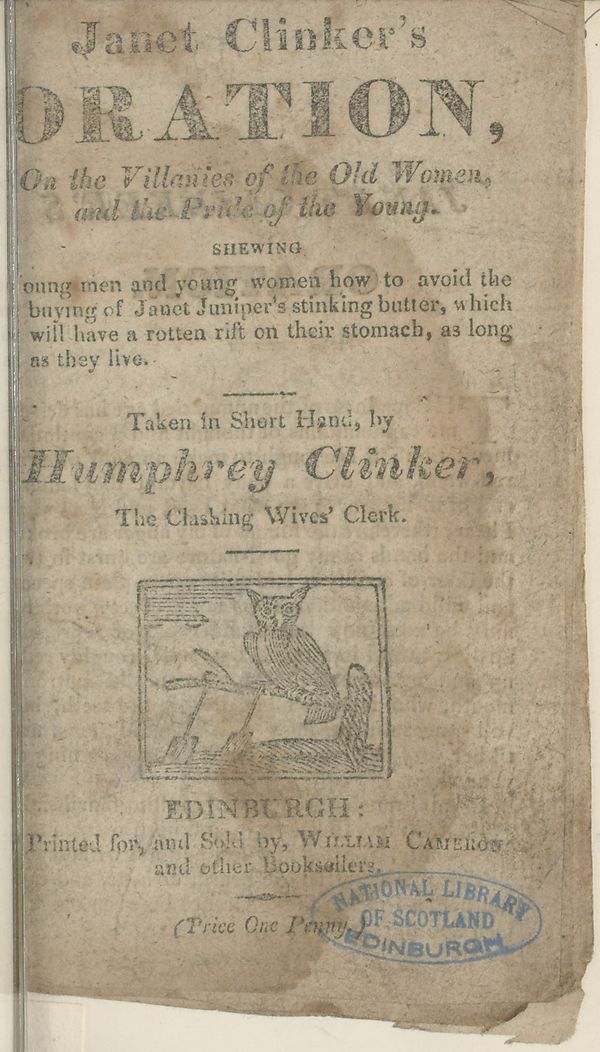 Janet Clinker's
ORATION,
On the Villanies of the Old Women,
and the Pride of the Young.
SHEWING
oung men and young women how to avoid the
buying of Janet Juniper's stinking butter, which
will have a rotten rift on their stomach, as long
as they live.
Taken in Short Hand, by
Humphrey Clinker,
The Clashing Wives' Clerk.
EDINBURGH:
Printed for, and Sold by, WILLIAM CAMERON
and other Booksellers.
(Price One Penny.)
NATIONAL LIBRARY
OF SCOTLAND
EDINBURGH